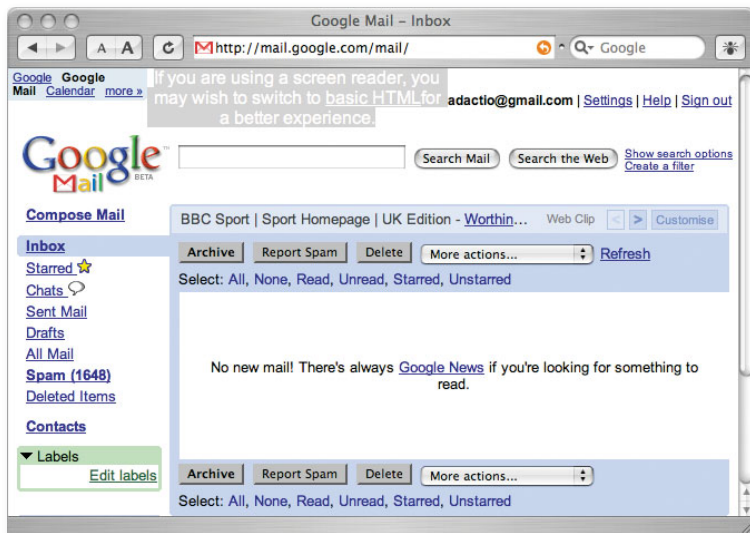 Google Mail – Inbox
A A http://mail.google.com/mail/ Google
Google Google
Mail Calendar more »
If you are using a screen reader, you
may wish to switch to basic HTMLfor
a better experience.
adactio@gmail.com | Settings | Help | Sign out
Google™
Mail BETA
Search Mail Search the Web Show search options
Create a filter
Compose Mail
Inbox
Starred
Chats
Sent Mail
Drafts
All Mail
Spam (1648)
Deleted Items
Contacts
Labels
Edit labels
BBC Sport | Sport Homepage | UK Edition - Worthin... Web Clip < > Customise
Archive Report Spam Delete More actions... Refresh
Select: All, None, Read, Unread, Starred, Unstarred
No new mail! There's always Google News if you're looking for something to
read.
Archive Report Spam Delete More actions...
Select: All, None, Read, Unread, Starred, Unstarred